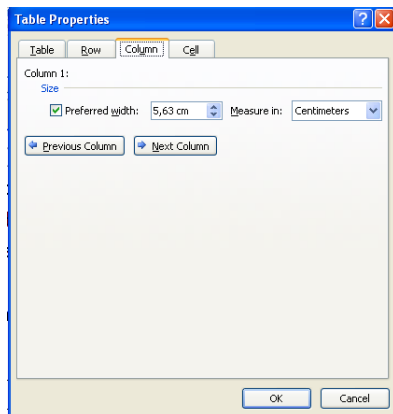 Table Properties
Table Row Column Cell
Column 1:
Size
Preferred width: 5,63 cm Measure in: Centimeters
Previous Column Next Column
OK Cancel